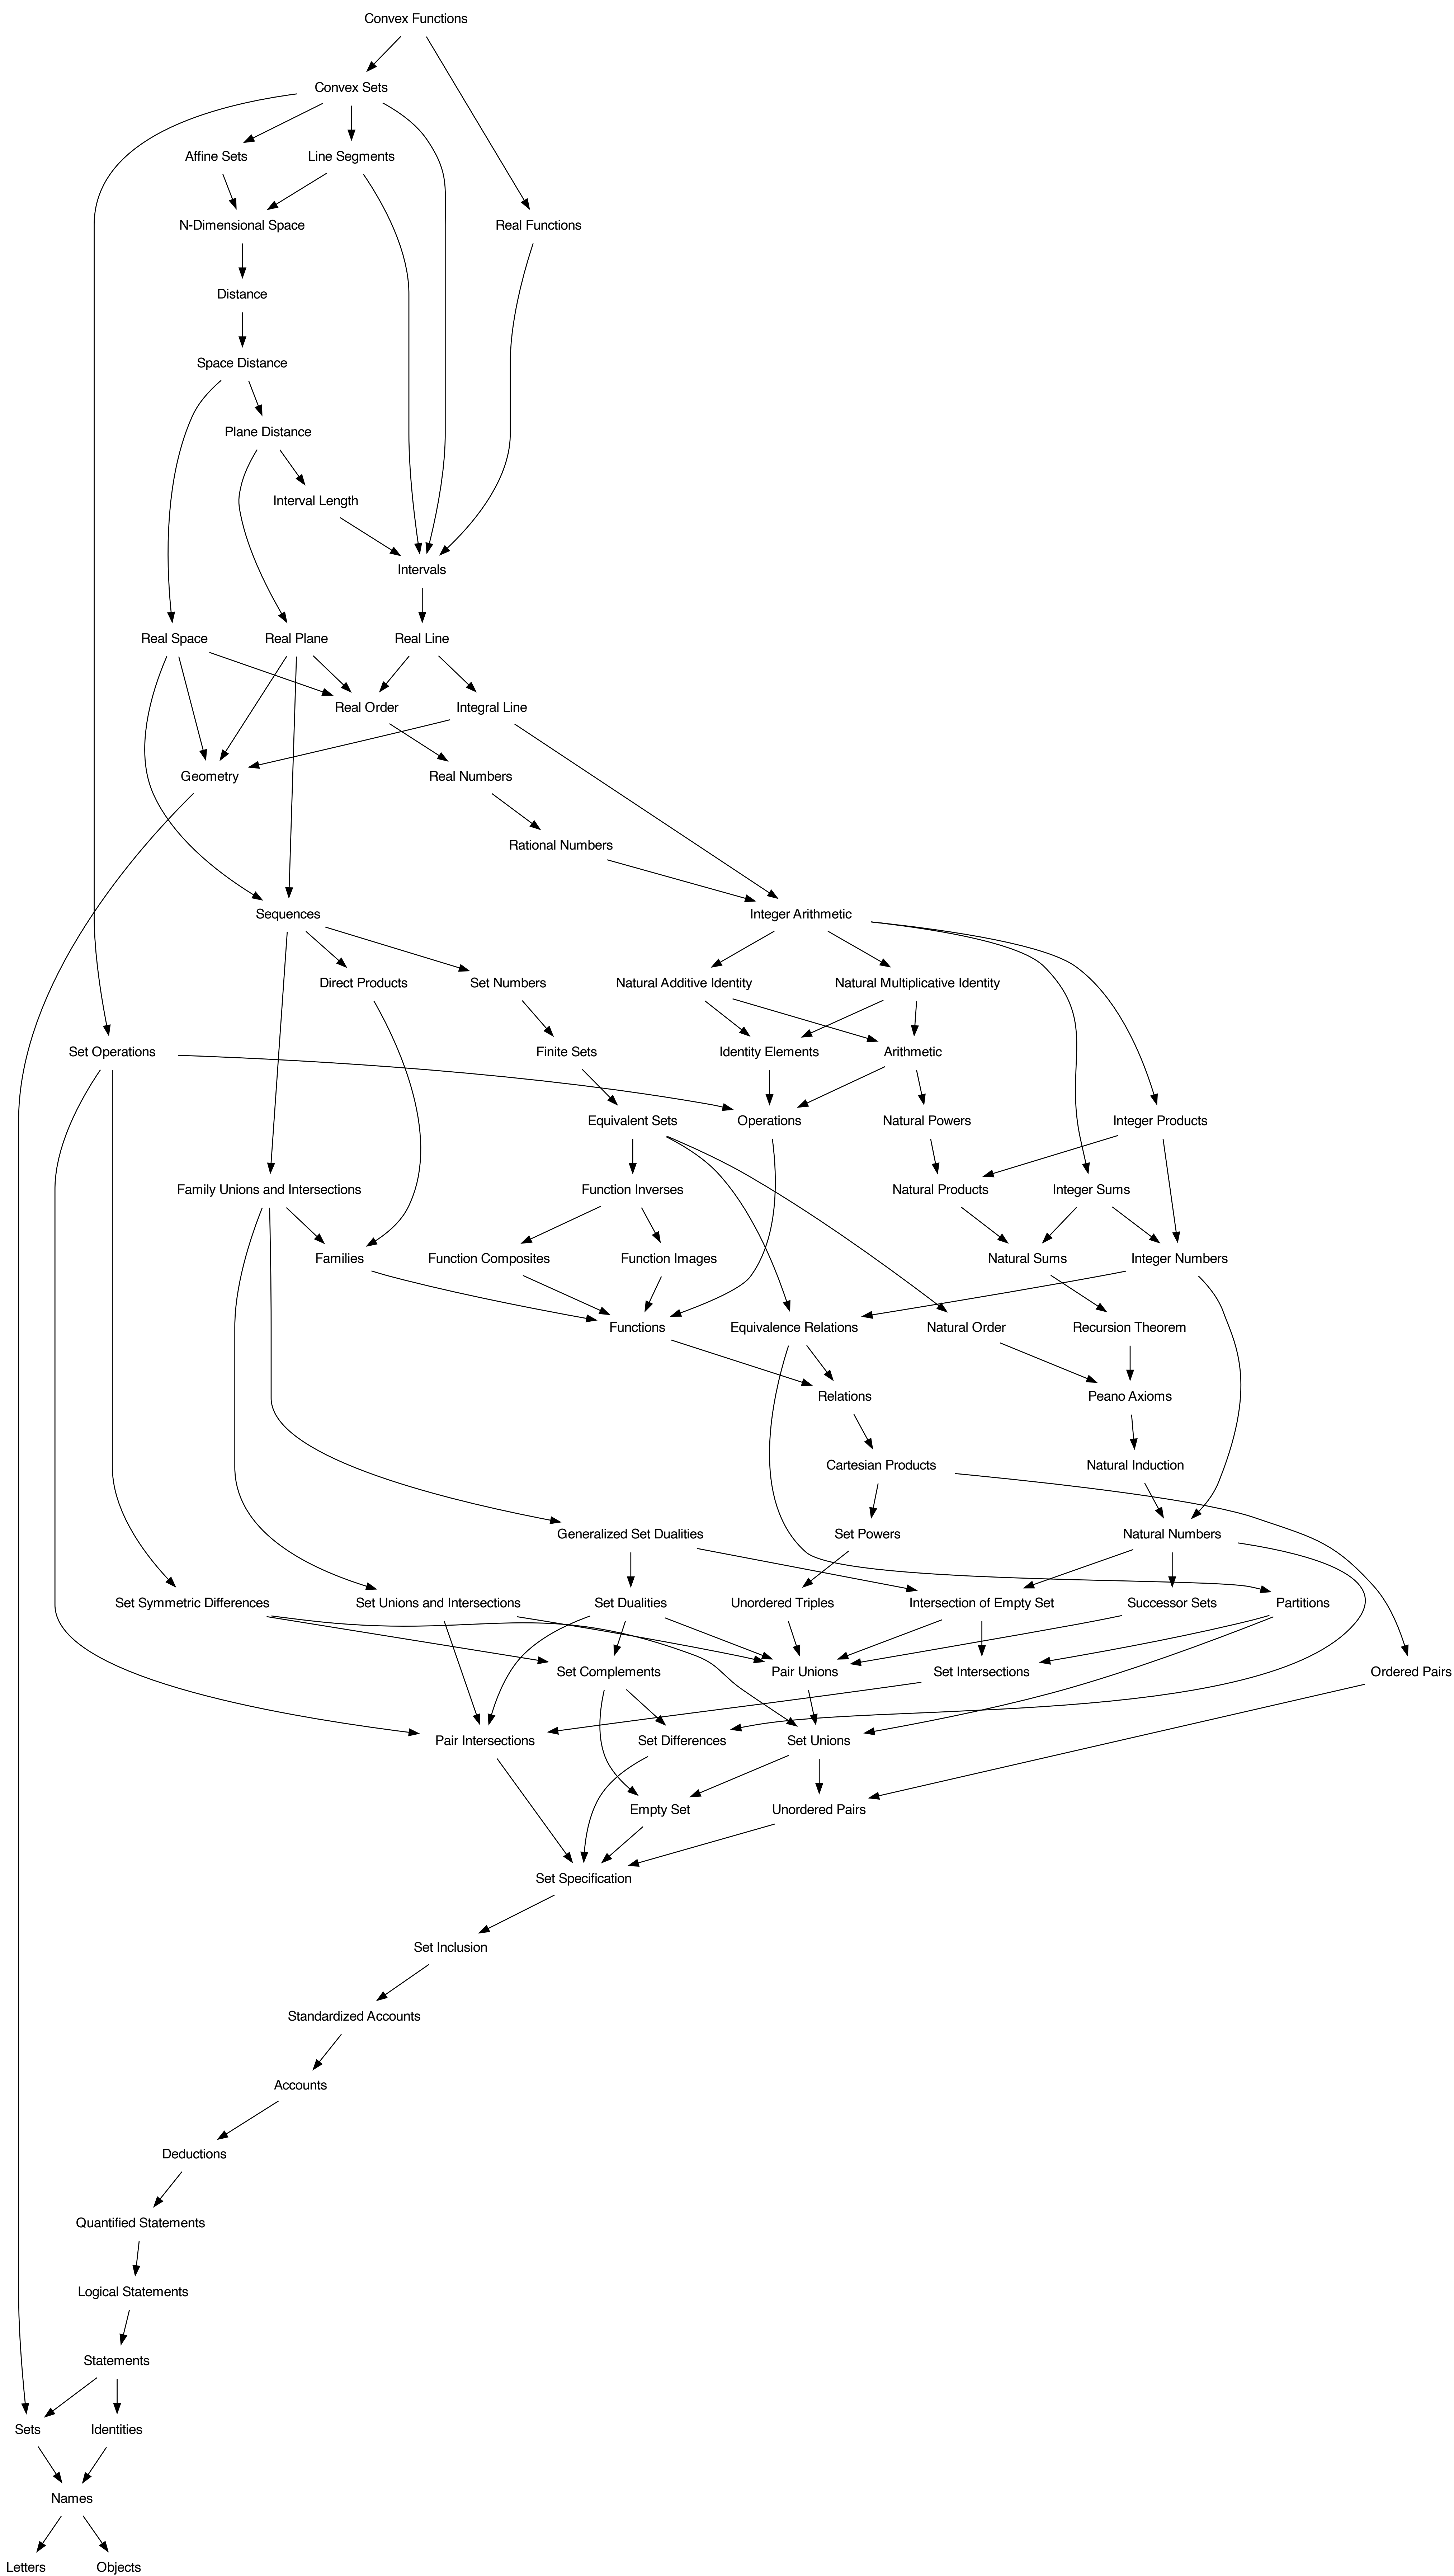 Convex Functions
Convex Sets
Affine Sets
Line Segments
N-Dimensional Space
Real Functions
Distance
Space Distance
Plane Distance
Interval Length
Intervals
Real Space
Real Plane
Real Line
Real Order
Integral Line
Geometry
Real Numbers
Rational Numbers
Sequences
Integer Arithmetic
Direct Products
Set Numbers
Natural Additive Identity
Natural Multiplicative Identity
Set Operations
Finite Sets
Identity Elements
Arithmetic
Equivalent Sets
Operations
Natural Powers
Integer Products
Family Unions and Intersections
Function Inverses
Natural Products
Integer Sums
Families
Function Composites
Function Images
Natural Sums
Integer Numbers
Functions
Equivalence Relations
Natural Order
Recursion Theorem
Relations
Peano Axioms
Cartesian Products
Natural Induction
Generalized Set Dualities
Set Powers
Natural Numbers
Set Symmetric Differences
Set Unions and Intersections
Set Dualities
Unordered Triples
Intersection of Empty Set
Successor Sets
Partitions
Set Complements
Pair Unions
Set Intersections
Ordered Pairs
Pair Intersections
Set Differences
Set Unions
Empty Set
Unordered Pairs
Set Specification
Set Inclusion
Standardized Accounts
Accounts
Deductions
Quantified Statements
Logical Statements
Statements
Sets
Identities
Names
Letters
Objects